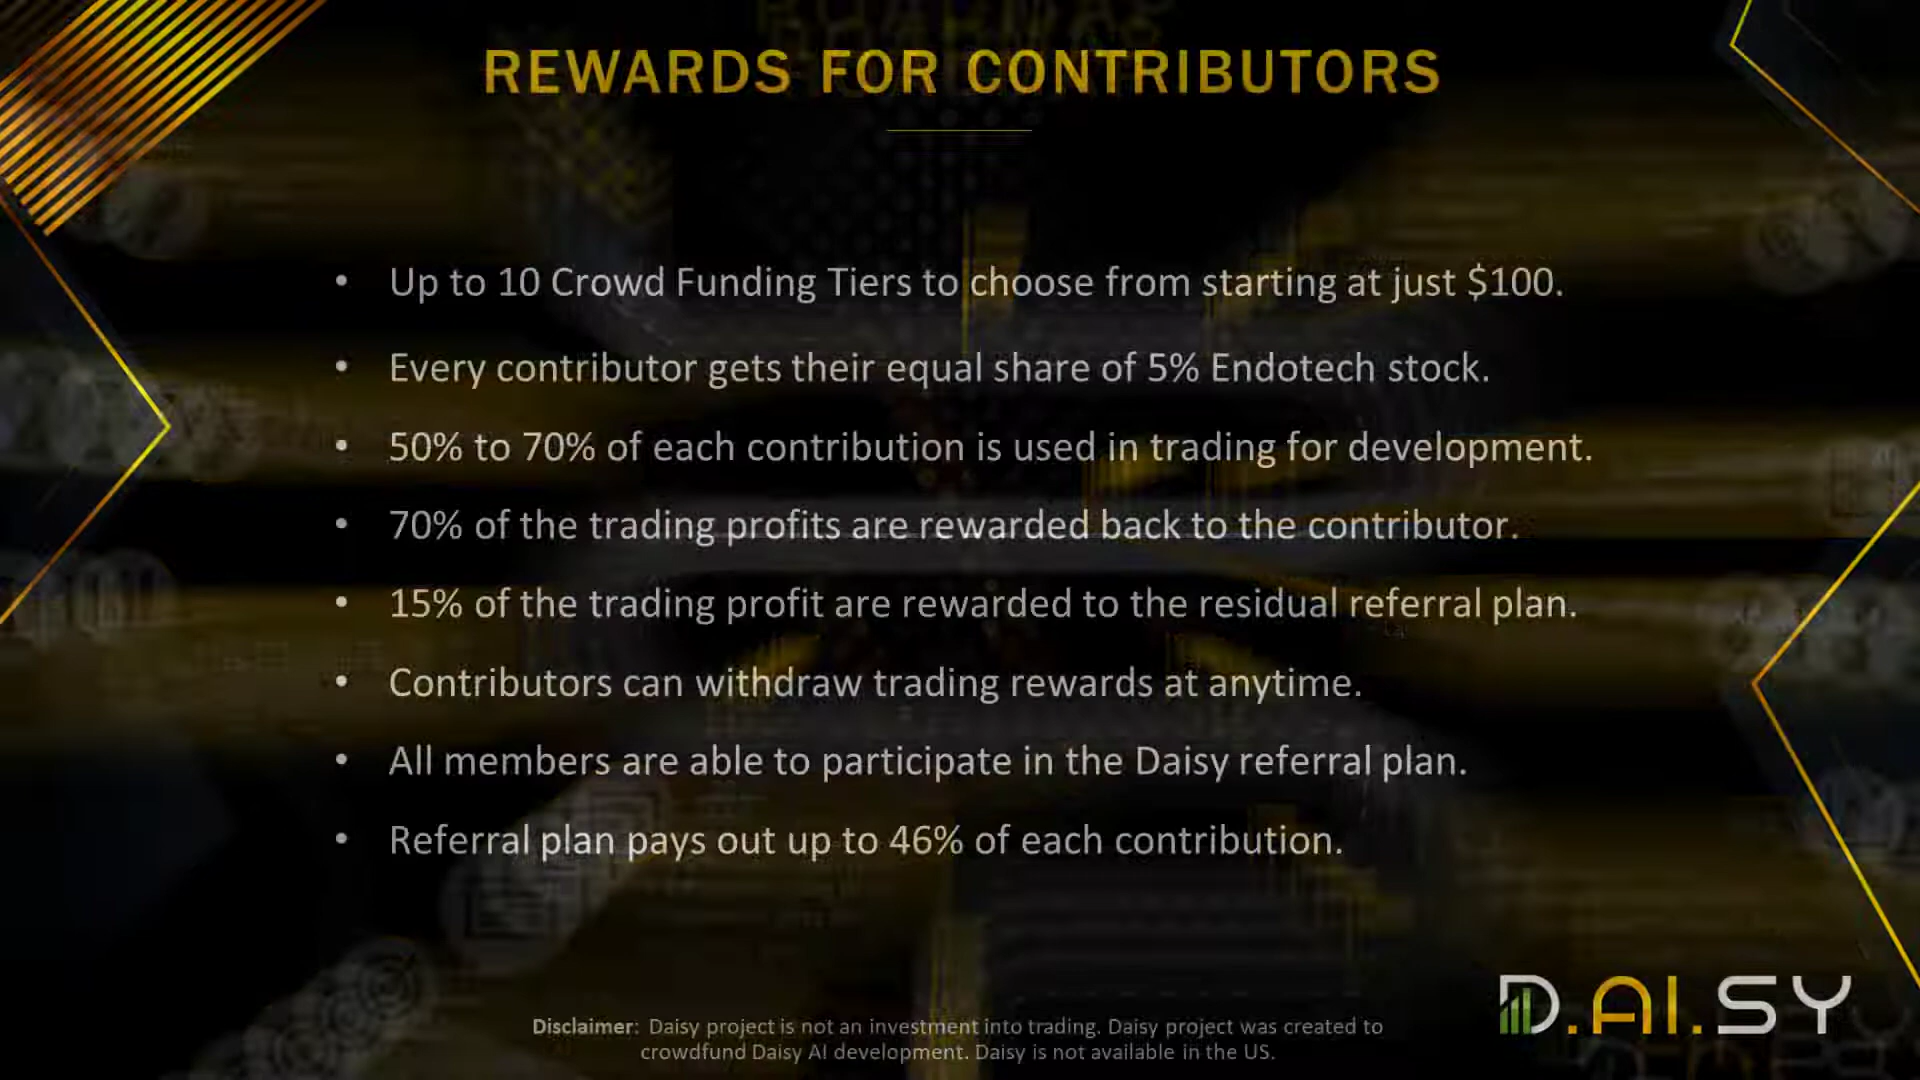 REWARDS FOR CONTRIBUTORS
• Up to 10 Crowd Funding Tiers to choose from starting at just $100.
• Every contributor gets their equal share of 5% Endotech stock.
• 50% to 70% of each contribution is used in trading for development.
• 70% of the trading profits are rewarded back to the contributor.
• 15% of the trading profit are rewarded to the residual referral plan.
• Contributors can withdraw trading rewards at anytime.
• All members are able to participate in the Daisy referral plan.
• Referral plan pays out up to 46% of each contribution.
D.AI.SY
Disclaimer: Daisy project is not an investment into trading. Daisy project was created to
crowdfund Daisy AI development. Daisy is not available in the US.